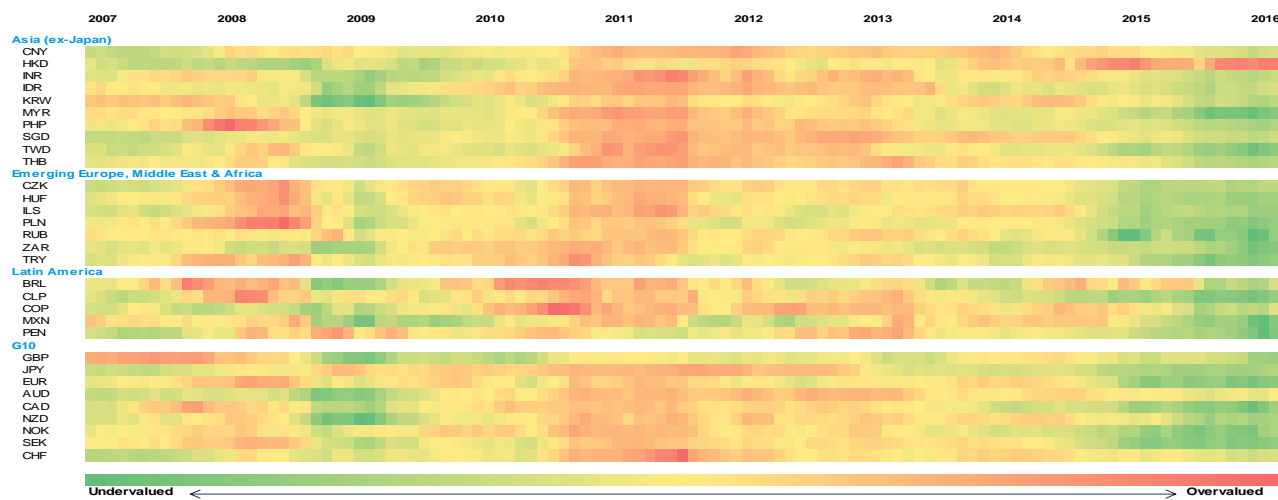 2007 2008 2009 2010 2011 2012 2013 2014 2015 2016
Asia (ex-Japan)
CNY
HKD
INR
IDR
KRW
MYR
PHP
SGD
TWD
THB
Emerging Europe, Middle East & Africa
CZK
HUF
ILS
PLN
RUB
ZAR
TRY
Latin America
BRL
CLP
COP
MXN
PEN
G10
GBP
JPY
EUR
AUD
CAD
NZD
NOK
SEK
CHF
Undervalued Overvalued